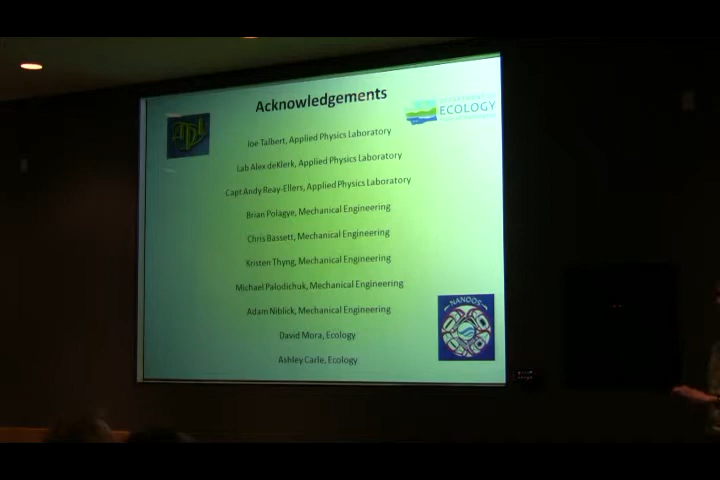 Acknowledgements
ECOLOGY
Joe Talbert, Applied Physics Laboratory
Lab Alex deKlerk, Applied Physics Laboratory
Capt Andy Reay-Ellers, Applied Physics Laboratory
Brian Polagye, Mechanical Engineering
Chris Bassett, Mechanical Engineering
Kristen Thyng, Mechanical Engineering
Michael Palodichuk, Mechanical Engineering
Adam Niblick, Mechanical Engineering
David Mora, Ecology
Ashley Carle, Ecology
NANOOS